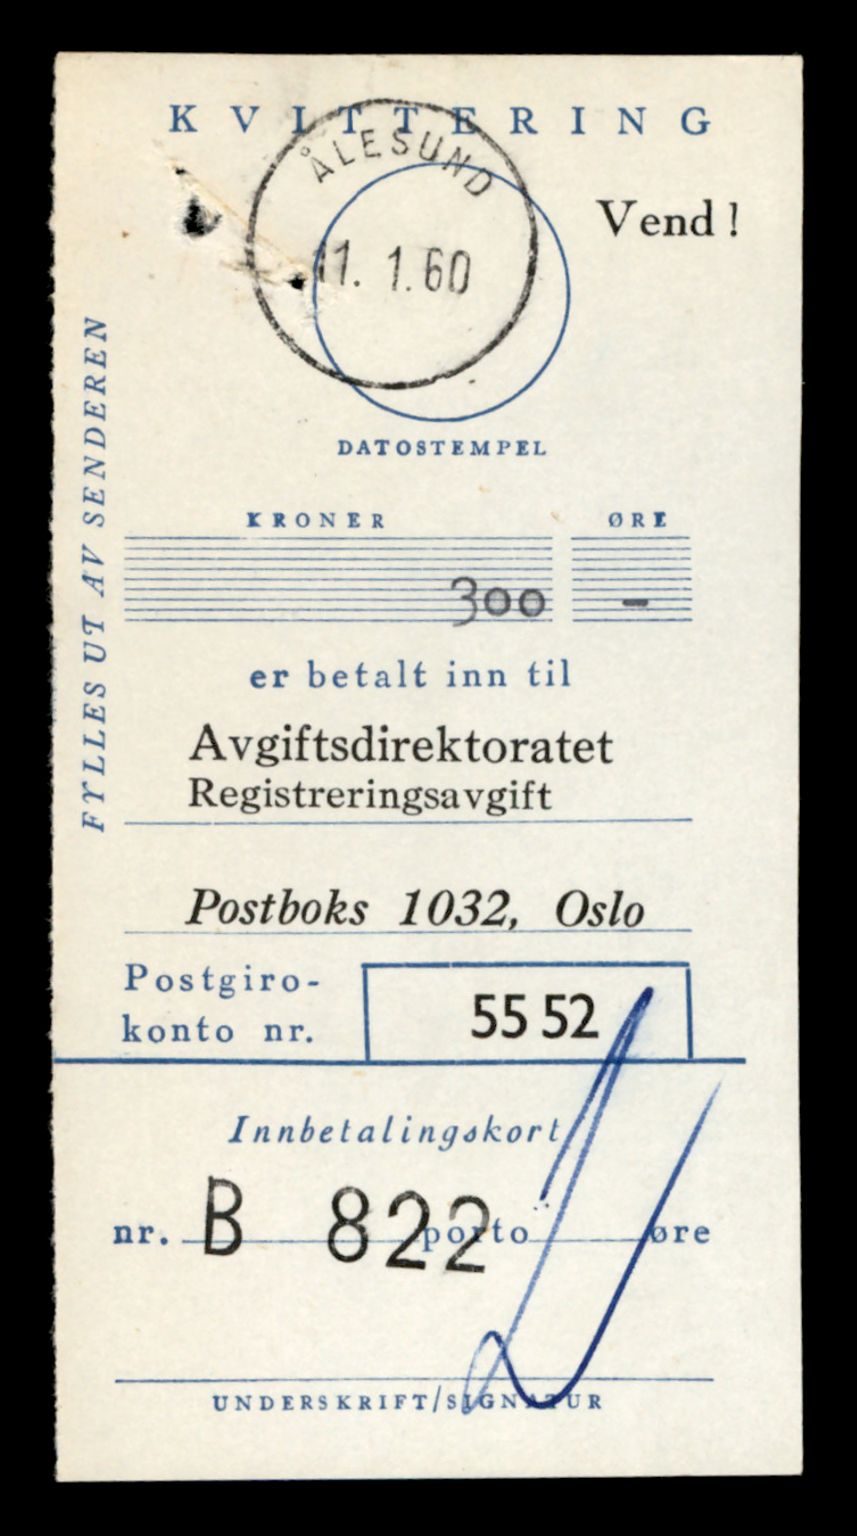 KVITTERING
ÅLESUND
Vend!
11. 1. 60
DATOSTEMPEL
FYLLES UT AV SENDEREN
KRONER ØRE
300 -
er betalt inn til
Avgiftsdirektoratet
Registreringsavgift
Postboks 1032, Oslo
Postgiro-
konto nr. 55 52
Innbetalingskort
nr. B 822 porto øre
UNDERSKRIFT/SIGNATUR